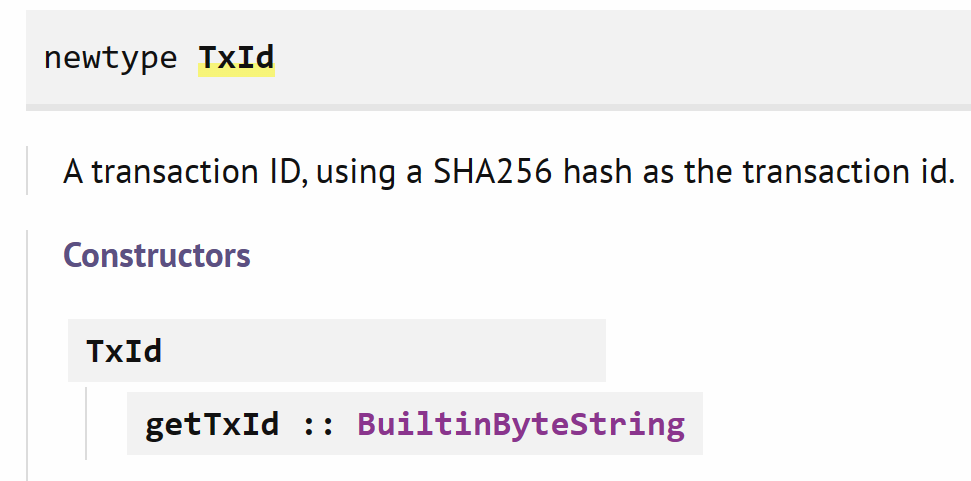 newtype TxId
A transaction ID, using a SHA256 hash as the transaction id.
Constructors
TxId
getTxId :: BuiltinByteString